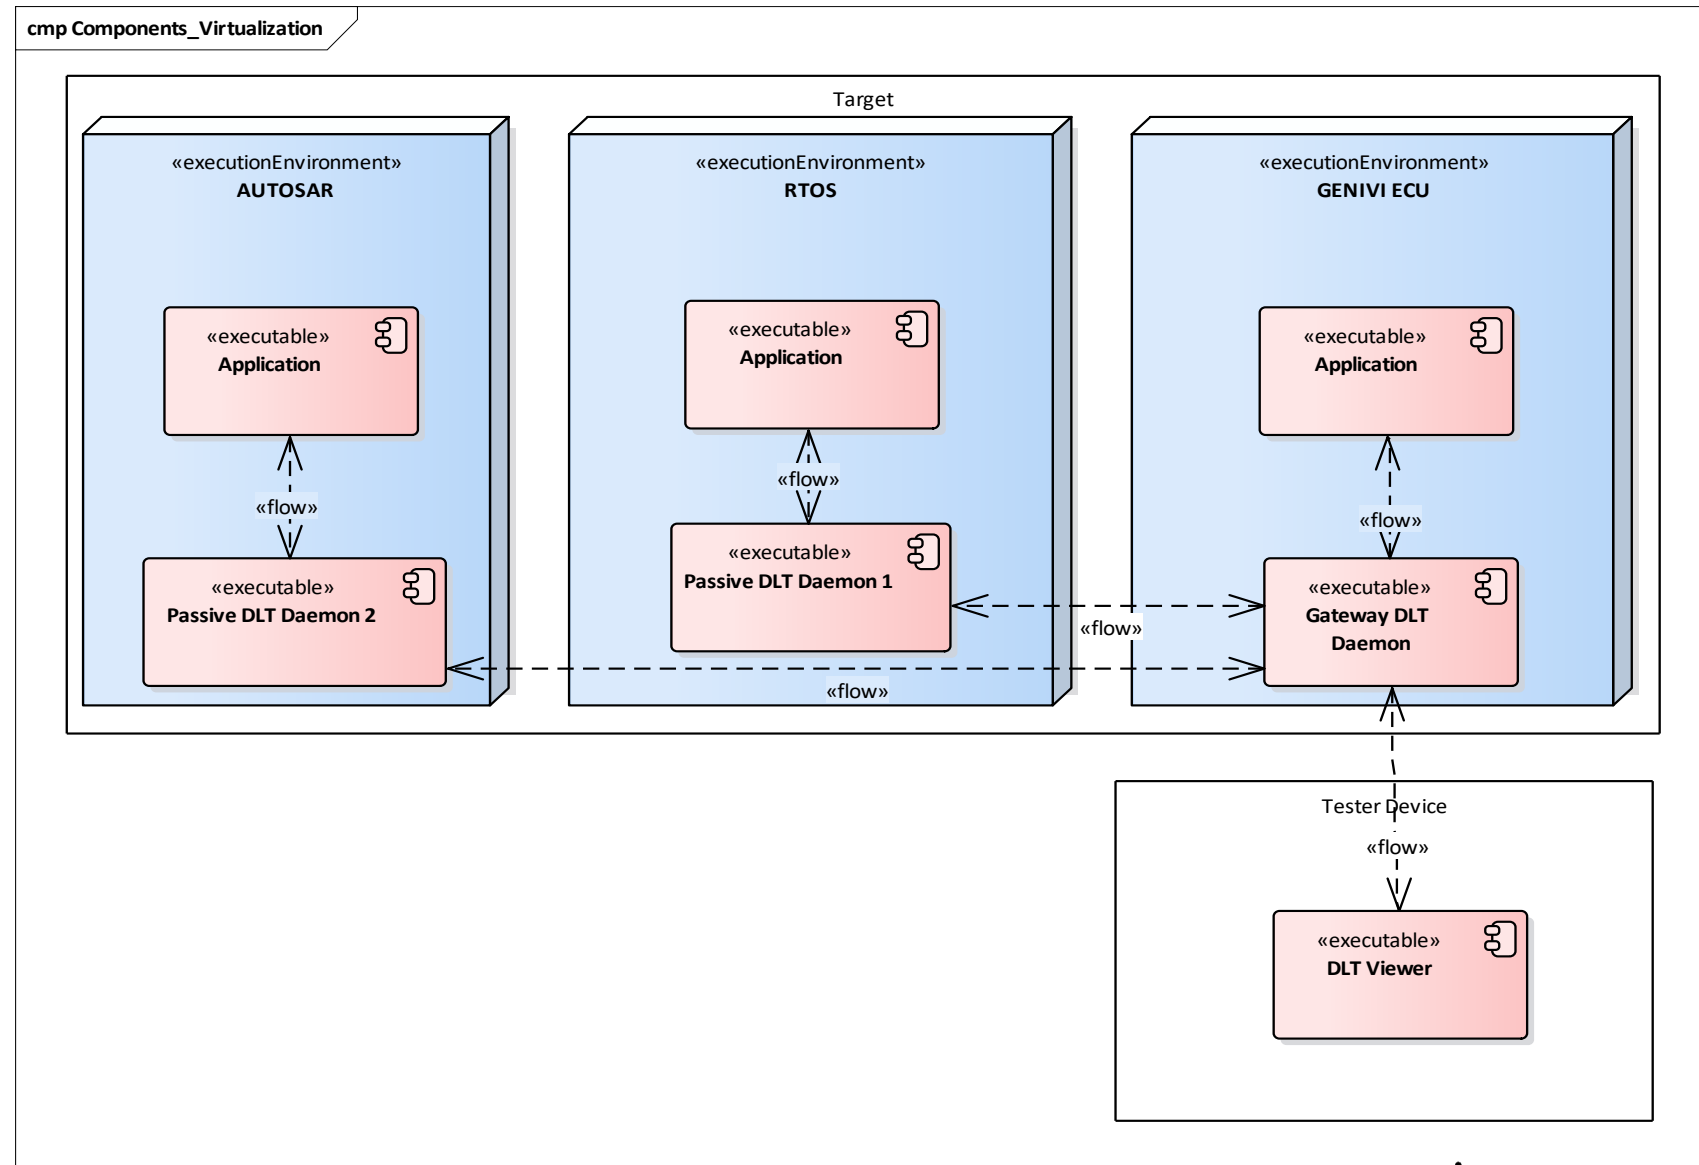 cmp Components_Virtualization
Target
«executionEnvironment»
AUTOSAR
«executable»
Application
«flow»
«executable»
Passive DLT Daemon 2
«executionEnvironment»
RTOS
«executable»
Application
«flow»
«executable»
Passive DLT Daemon 1
«executionEnvironment»
GENIVI ECU
«executable»
Application
«flow»
«executable»
Gateway DLT
Daemon
«flow»
«flow»
Tester Device
«flow»
«executable»
DLT Viewer